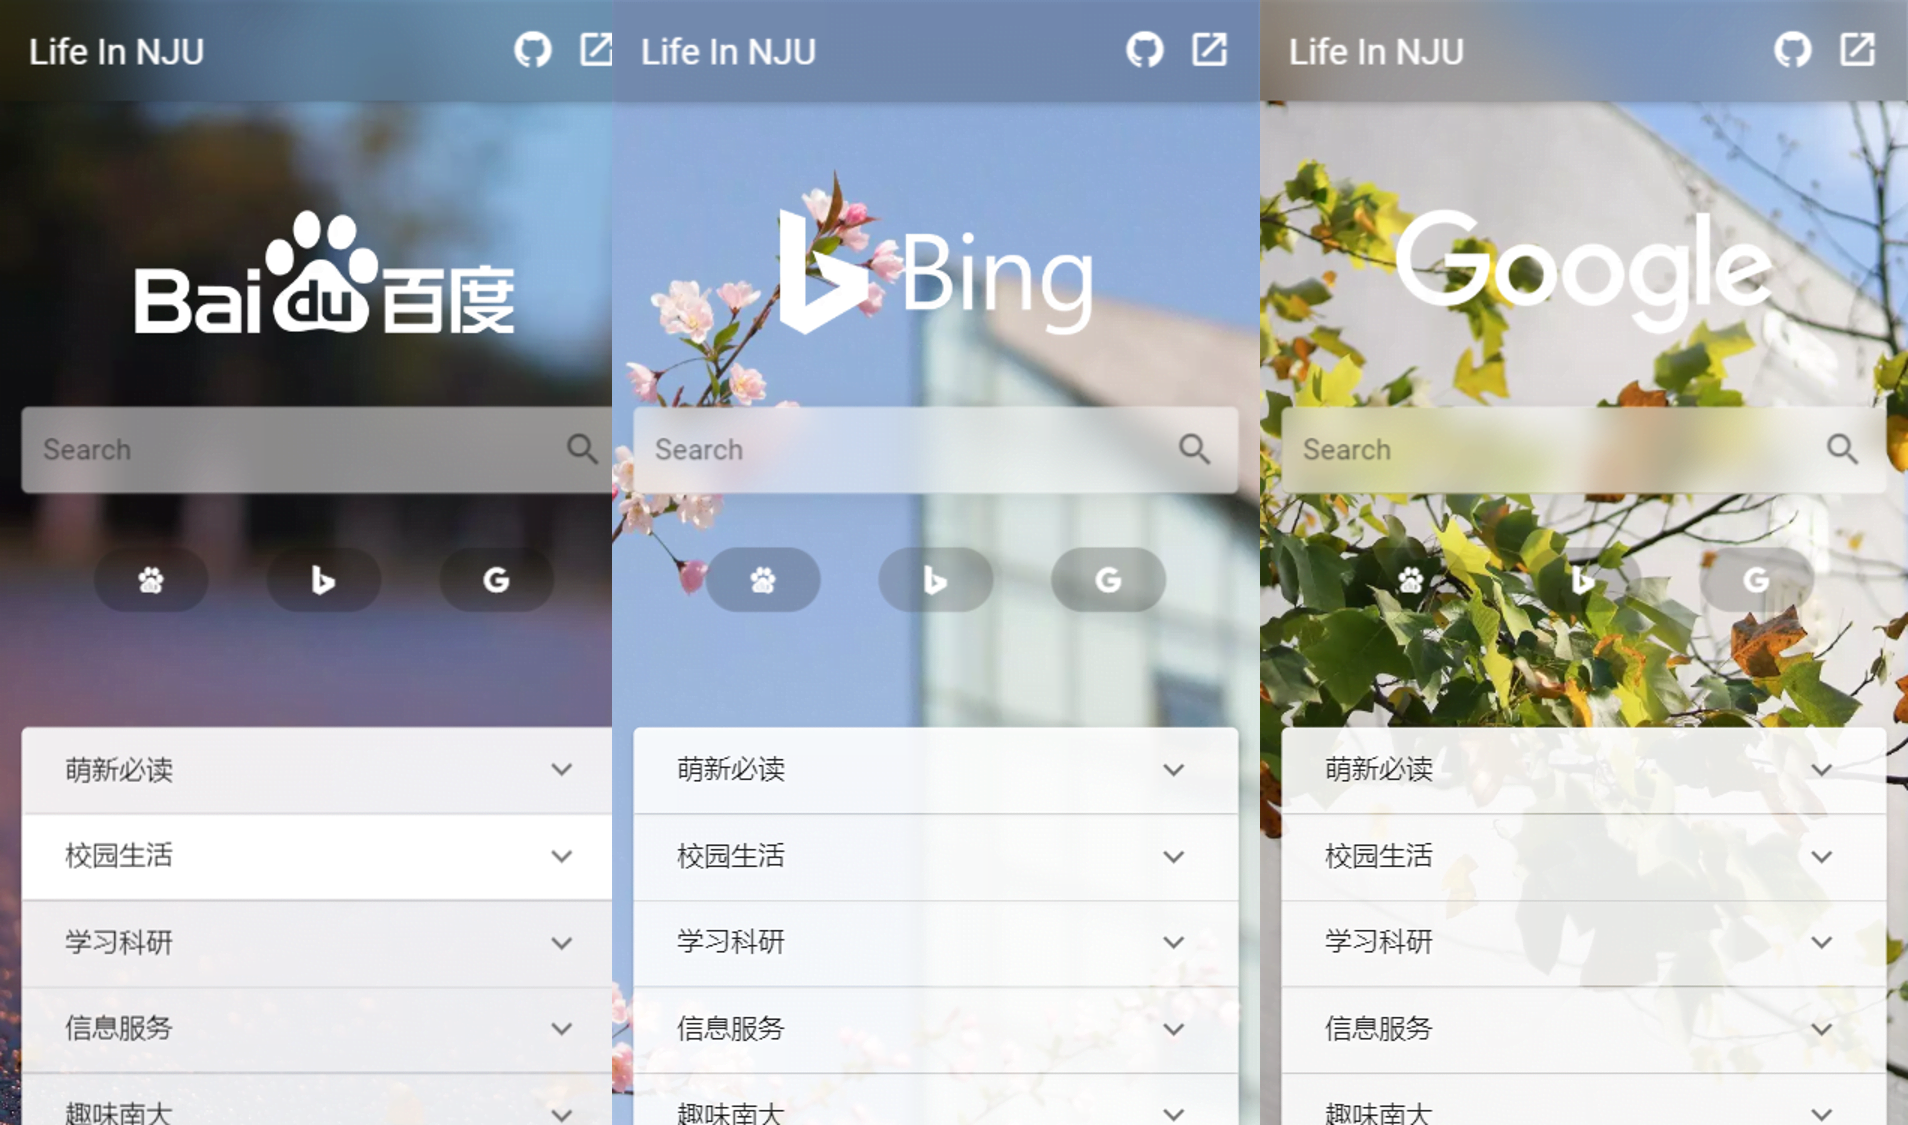 Life In NJU
Bai du 百度
Search
G
萌新必读
校园生活
学习科研
信息服务
趣味南大
Life In NJU
Bing
Search
G
萌新必读
校园生活
学习科研
信息服务
趣味南大
Life In NJU
Google
Search
G
萌新必读
校园生活
学习科研
信息服务
趣味南大